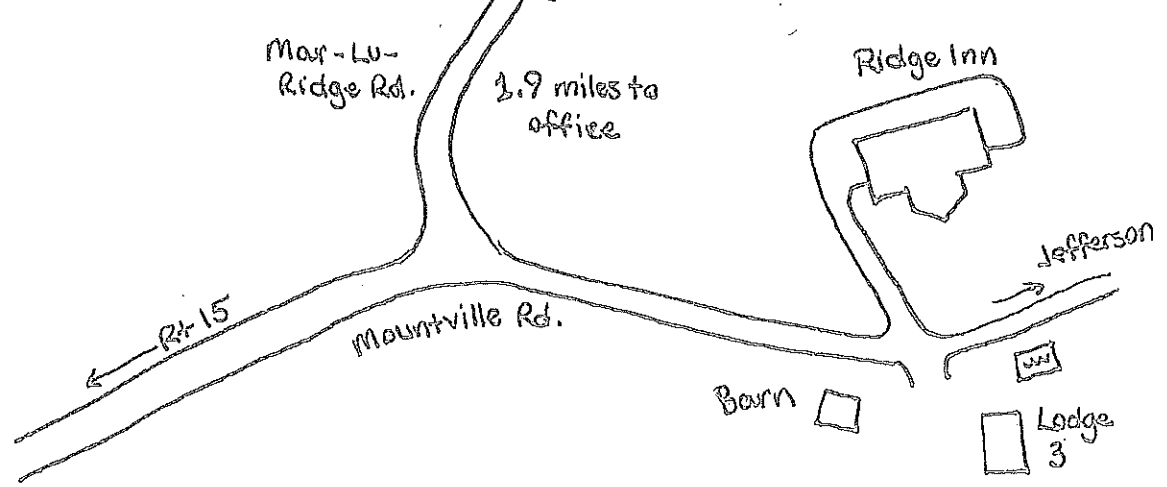 Mar-Lu-
Ridge Rd.
1.9 miles to
office
Ridge Inn
Jefferson
Rt 15
Mountville Rd.
Barn
Lodge
3